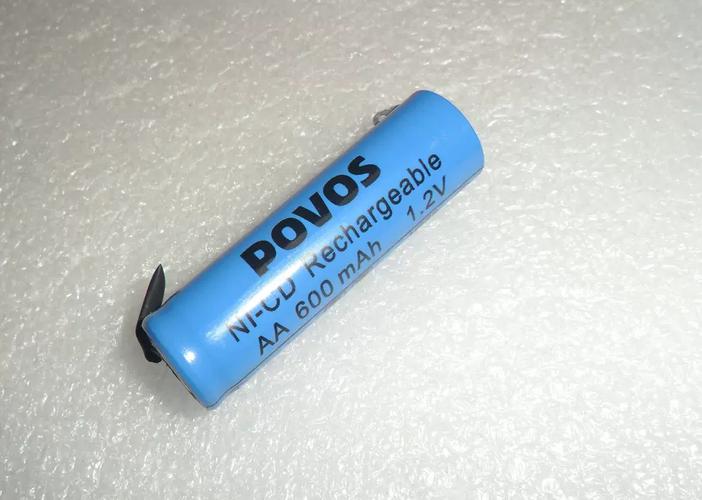 POVOS
NI-CD Rechargeable
AA 600 mAh 1.2V